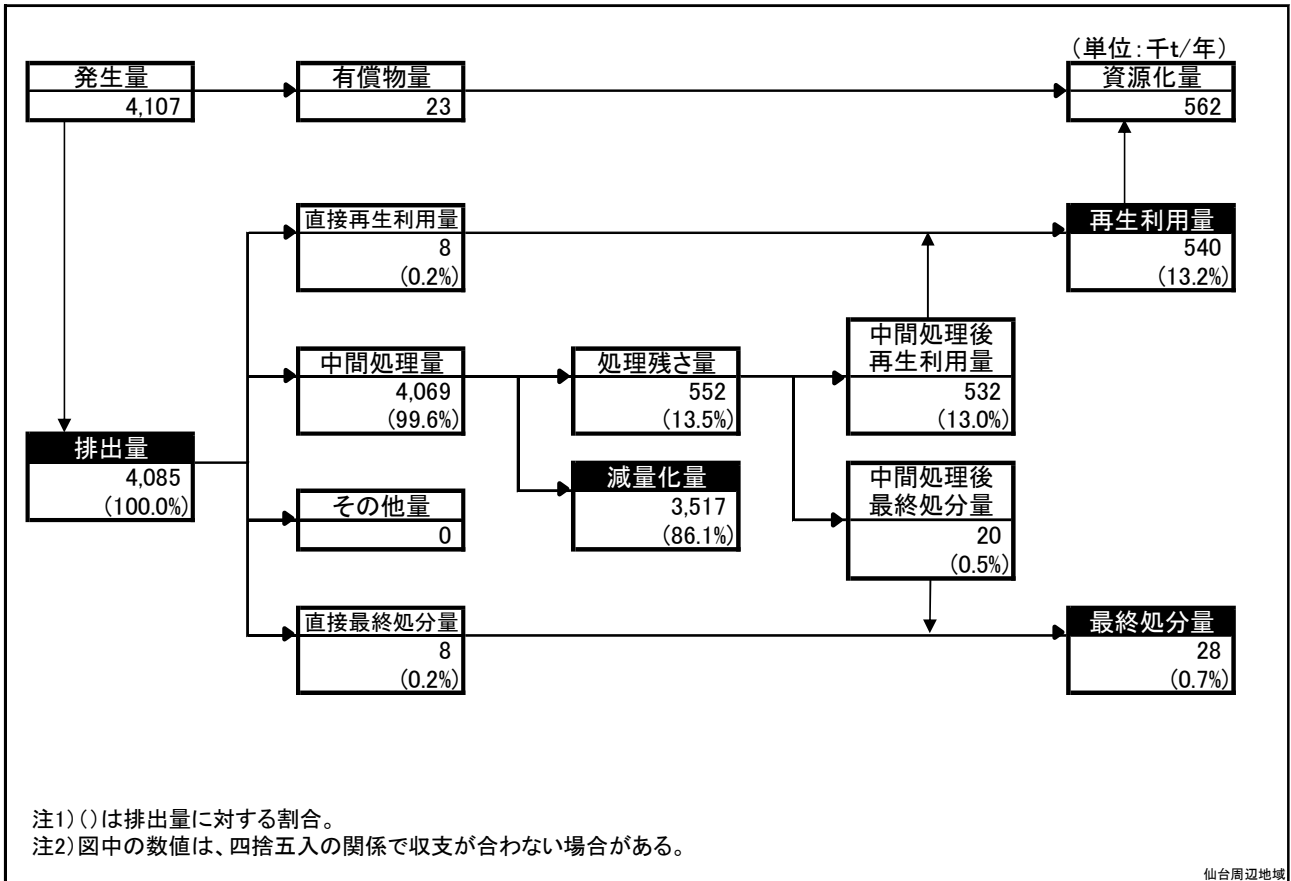 （単位：千t/年）
発生量
4,107
有償物量
23
資源化量
562
直接再生利用量
8
(0.2%)
再生利用量
540
(13.2%)
中間処理量
4,069
(99.6%)
処理残さ量
552
(13.5%)
中間処理後
再生利用量
532
(13.0%)
排出量
4,085
(100.0%)
その他量
0
減量化量
3,517
(86.1%)
中間処理後
最終処分量
20
(0.5%)
直接最終処分量
8
(0.2%)
最終処分量
28
(0.7%)
注1)()は排出量に対する割合。
注2)図中の数値は、四捨五入の関係で収支が合わない場合がある。
仙台周辺地域